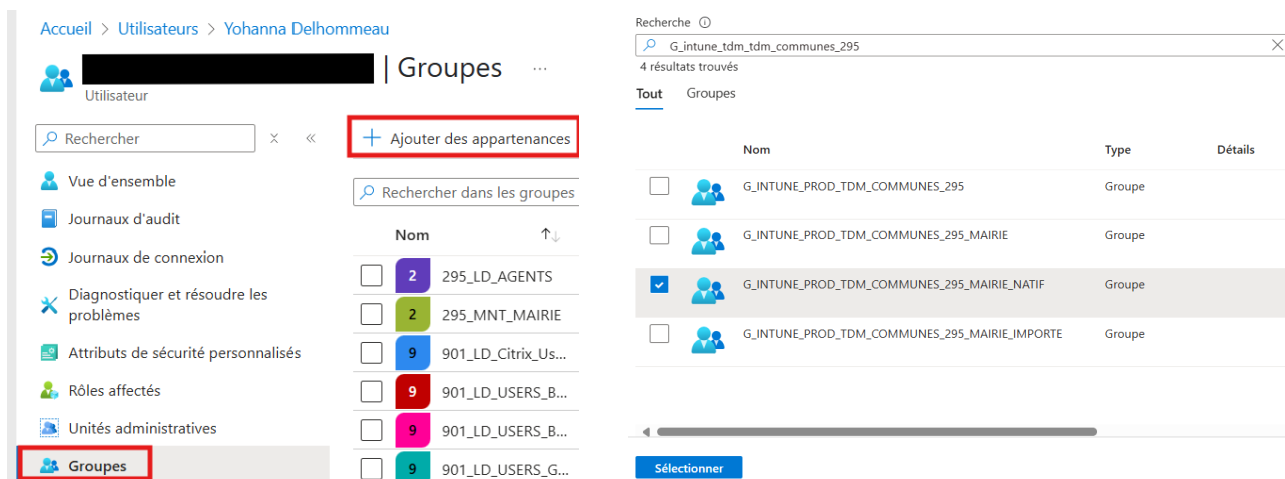 Accueil > Utilisateurs > Yohanna Delhommeau
| Groupes ...
Utilisateur
Rechercher
Vue d'ensemble
Journaux d'audit
Journaux de connexion
Diagnostiquer et résoudre les
problèmes
Attributs de sécurité personnalisés
Rôles affectés
Unités administratives
Groupes
+ Ajouter des appartenances
Rechercher dans les groupes
Nom
2 295_LD_AGENTS
2 295_MNT_MAIRIE
9 901_LD_Citrix_Us...
9 901_LD_USERS_B...
9 901_LD_USERS_B...
9 901_LD_USERS_G...
Recherche
G_intune_tdm_tdm_communes_295
4 résultats trouvés
Tout Groupes
Nom Type Détails
G_INTUNE_PROD_TDM_COMMUNES_295 Groupe
G_INTUNE_PROD_TDM_COMMUNES_295_MAIRIE Groupe
G_INTUNE_PROD_TDM_COMMUNES_295_MAIRIE_NATIF Groupe
G_INTUNE_PROD_TDM_COMMUNES_295_MAIRIE_IMPORTE Groupe
Sélectionner